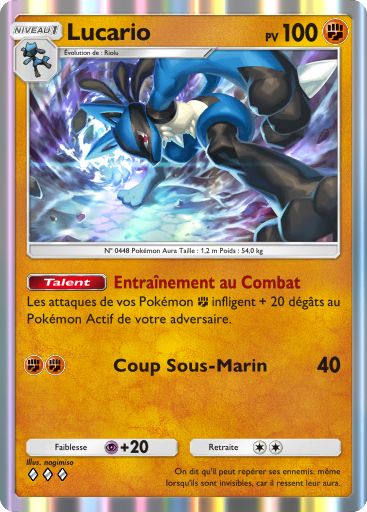 NIVEAU 1
Lucario
PV 100
Évolution de : Riolu
N° 0448 Pokémon Aura Taille : 1,2 m Poids : 54,0 kg
Talent Entraînement au Combat
Les attaques de vos Pokémon infligent + 20 dégâts au
Pokémon Actif de votre adversaire.
Coup Sous-Marin 40
Faiblesse +20 Retraite
Illus. nagimiso
On dit qu'il peut repérer ses ennemis, même
lorsqu'ils sont invisibles, car il ressent leur aura.